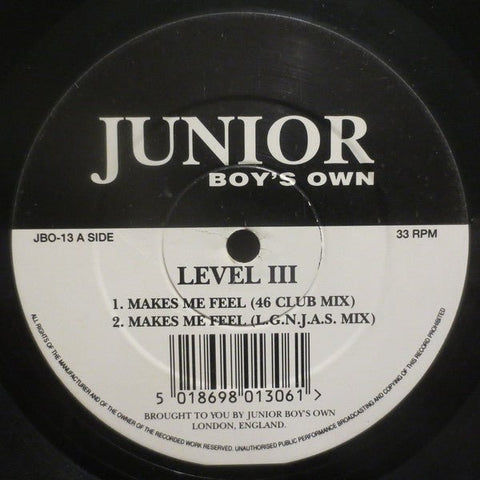 JUNIOR
BOY'S OWN
JBO-13 A SIDE
33 RPM
LEVEL III
1. MAKES ME FEEL (46 CLUB MIX)
2. MAKES ME FEEL (L.G.N.J.A.S. MIX)
5 018698 013061 >
BROUGHT TO YOU BY JUNIOR BOY'S OWN
LONDON, ENGLAND.
ALL RIGHTS OF THE MANUFACTURER AND OF THE OWNER OF THE RECORDED WORK RESERVED. UNAUTHORISED PUBLIC PERFORMANCE BROADCASTING AND COPYING OF THIS RECORD PROHIBITED